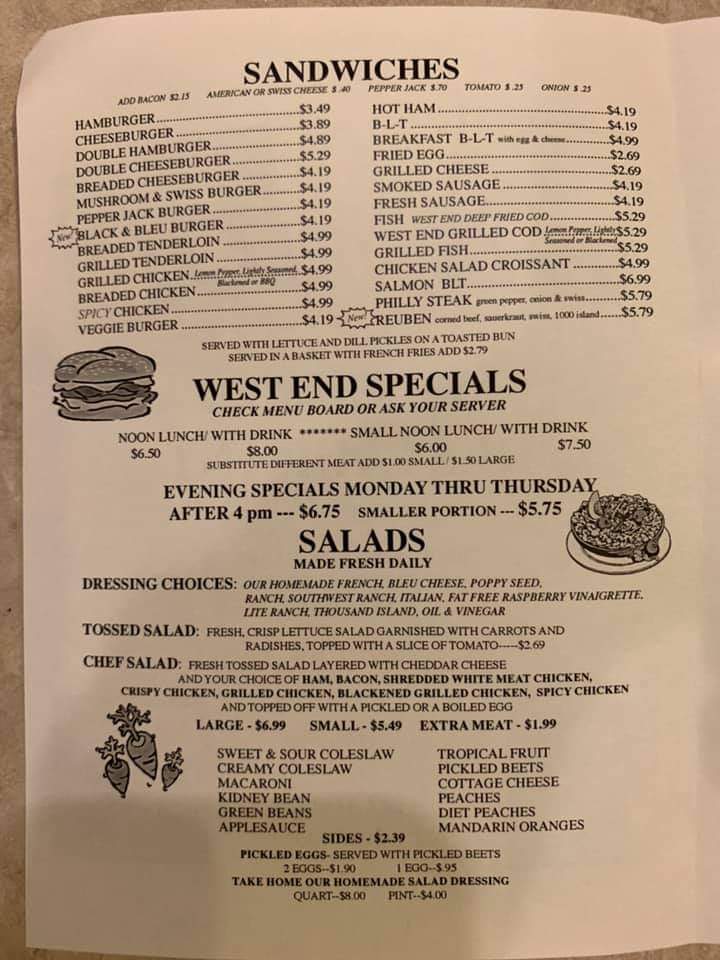 SANDWICHES
ADD BACON $2.15 AMERICAN OR SWISS CHEESE $ .40 PEPPER JACK $.70 TOMATO $ .25 ONION $ .25
HAMBURGER.....$3.49
CHEESEBURGER.....$3.89
DOUBLE HAMBURGER.....$4.89
DOUBLE CHEESEBURGER.....$5.29
BREADED CHEESEBURGER.....$4.19
MUSHROOM & SWISS BURGER.....$4.19
PEPPER JACK BURGER.....$4.19
New BLACK & BLEU BURGER.....$4.19
BREADED TENDERLOIN.....$4.99
GRILLED TENDERLOIN.....$4.99
GRILLED CHICKEN. Lemon Pepper, Lightly Seasoned, $4.99
Blackened or BBQ
BREADED CHICKEN.....$4.99
SPICY CHICKEN.....$4.99
VEGGIE BURGER.....$4.19
HOT HAM.....$4.19
B-L-T.....$4.19
BREAKFAST B-L-T with egg & cheese.....$4.99
FRIED EGG.....$2.69
GRILLED CHEESE.....$2.69
SMOKED SAUSAGE.....$4.19
FRESH SAUSAGE.....$4.19
FISH WEST END DEEP FRIED COD.....$5.29
WEST END GRILLED COD Lemon Pepper, Lightly $5.29
Seasoned or Blackened
GRILLED FISH.....$5.29
CHICKEN SALAD CROISSANT.....$4.99
SALMON BLT.....$6.99
PHILLY STEAK green pepper, onion & swiss.....$5.79
New REUBEN corned beef, sauerkraut, swiss, 1000 island.....$5.79
SERVED WITH LETTUCE AND DILL PICKLES ON A TOASTED BUN
SERVED IN A BASKET WITH FRENCH FRIES ADD $2.79
WEST END SPECIALS
CHECK MENU BOARD OR ASK YOUR SERVER
NOON LUNCH/ WITH DRINK ******* SMALL NOON LUNCH/ WITH DRINK
$6.50 $8.00 $6.00 $7.50
SUBSTITUTE DIFFERENT MEAT ADD $1.00 SMALL / $1.50 LARGE
EVENING SPECIALS MONDAY THRU THURSDAY
AFTER 4 pm --- $6.75 SMALLER PORTION --- $5.75
SALADS
MADE FRESH DAILY
DRESSING CHOICES: OUR HOMEMADE FRENCH, BLEU CHEESE, POPPY SEED,
RANCH, SOUTHWEST RANCH, ITALIAN, FAT FREE RASPBERRY VINAIGRETTE,
LITE RANCH, THOUSAND ISLAND, OIL & VINEGAR
TOSSED SALAD: FRESH, CRISP LETTUCE SALAD GARNISHED WITH CARROTS AND
RADISHES, TOPPED WITH A SLICE OF TOMATO-----$2.69
CHEF SALAD: FRESH TOSSED SALAD LAYERED WITH CHEDDAR CHEESE
AND YOUR CHOICE OF HAM, BACON, SHREDDED WHITE MEAT CHICKEN,
CRISPY CHICKEN, GRILLED CHICKEN, BLACKENED GRILLED CHICKEN, SPICY CHICKEN
AND TOPPED OFF WITH A PICKLED OR A BOILED EGG
LARGE - $6.99 SMALL - $5.49 EXTRA MEAT - $1.99
SWEET & SOUR COLESLAW
CREAMY COLESLAW
MACARONI
KIDNEY BEAN
GREEN BEANS
APPLESAUCE
TROPICAL FRUIT
PICKLED BEETS
COTTAGE CHEESE
PEACHES
DIET PEACHES
MANDARIN ORANGES
SIDES - $2.39
PICKLED EGGS- SERVED WITH PICKLED BEETS
2 EGGS--$1.90 1 EGG--$.95
TAKE HOME OUR HOMEMADE SALAD DRESSING
QUART--$8.00 PINT--$4.00